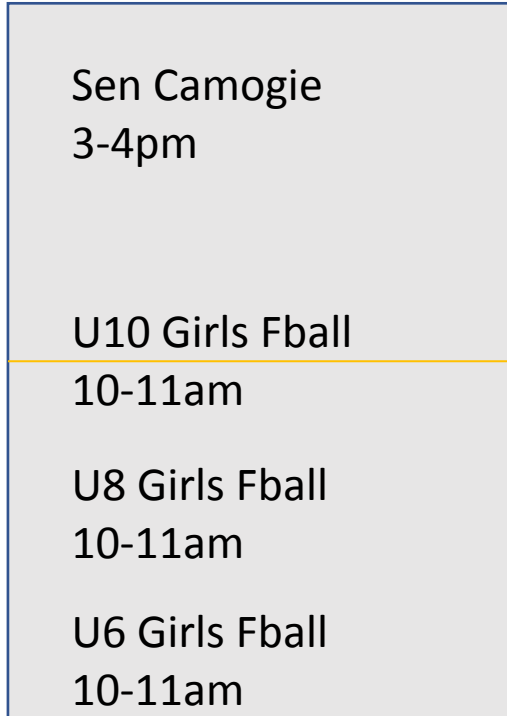 Sen Camogie
3-4pm
U10 Girls Fball
10-11am
U8 Girls Fball
10-11am
U6 Girls Fball
10-11am